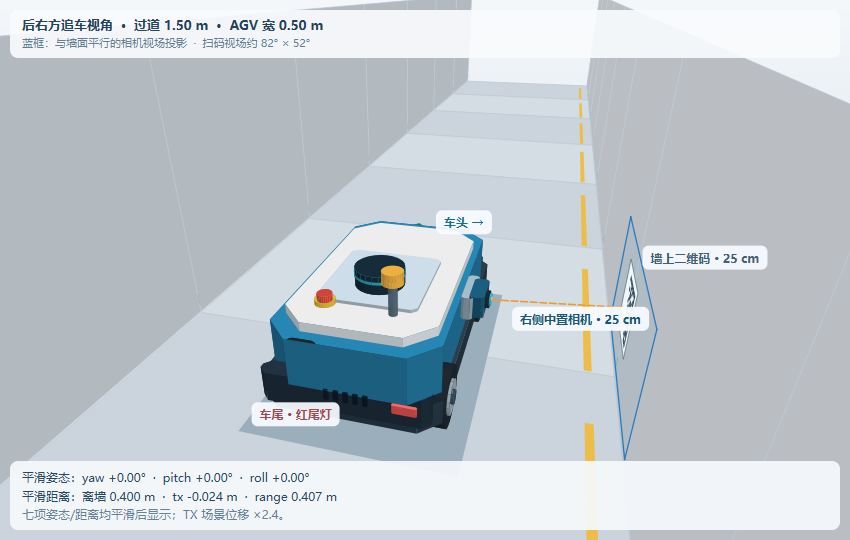 后右方追车视角 • 过道 1.50 m • AGV 宽 0.50 m
蓝框：与墙面平行的相机视场投影 · 扫码视场约 82° × 52°
车头 →
墙上二维码 • 25 cm
右侧中置相机 • 25 cm
车尾 • 红尾灯
平滑姿态：yaw +0.00° · pitch +0.00° · roll +0.00°
平滑距离：离墙 0.400 m · tx -0.024 m · range 0.407 m
七项姿态/距离均平滑后显示；TX 场景位移 ×2.4。